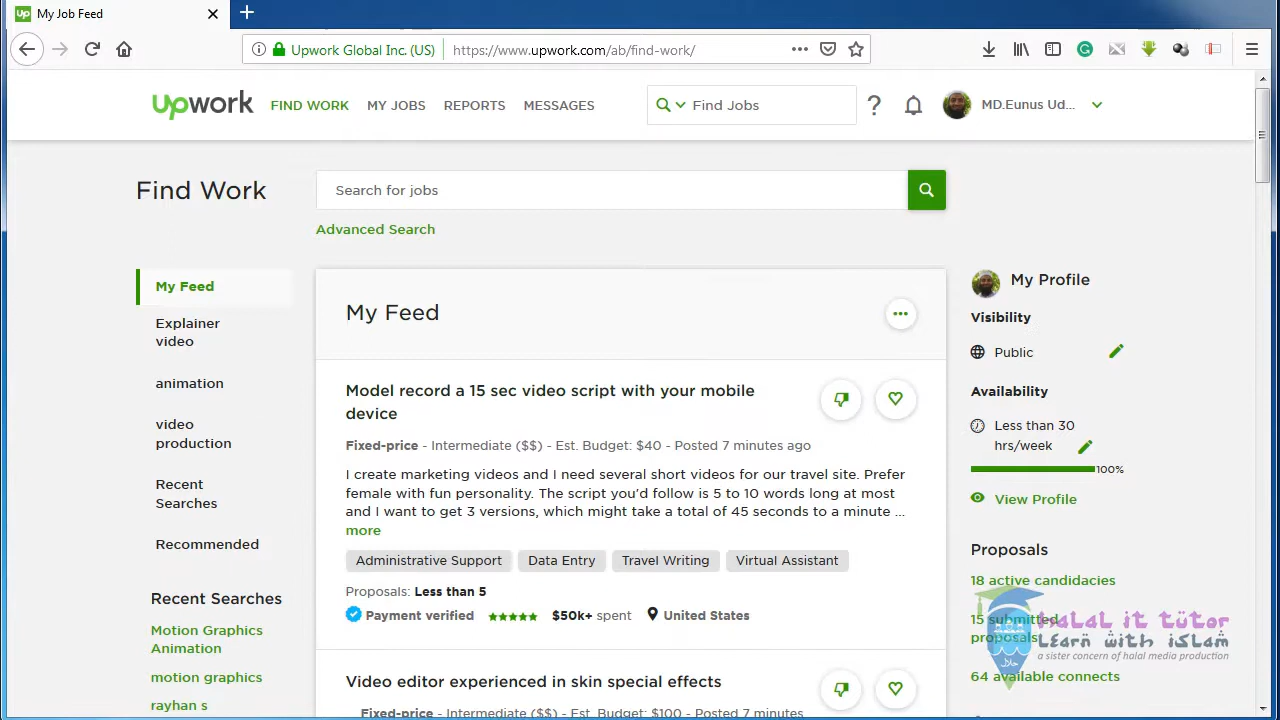 My Job Feed
Upwork Global Inc. (US)
https://www.upwork.com/ab/find-work/
upwork
FIND WORK
MY JOBS
REPORTS
MESSAGES
Find Jobs
?
MD.Eunus Ud...
Find Work
Search for jobs
Advanced Search
My Feed
Explainer
video
animation
video
production
Recent
Searches
Recommended
Recent Searches
Motion Graphics
Animation
motion graphics
rayhan s
My Feed
Model record a 15 sec video script with your mobile
device
Fixed-price - Intermediate ($$) - Est. Budget: $40 - Posted 7 minutes ago
I create marketing videos and I need several short videos for our travel site. Prefer
female with fun personality. The script you'd follow is 5 to 10 words long at most
and I want to get 3 versions, which might take a total of 45 seconds to a minute ...
more
Administrative Support
Data Entry
Travel Writing
Virtual Assistant
Proposals: Less than 5
Payment verified
$50k+ spent
United States
Video editor experienced in skin special effects
Fixed-price - Intermediate ($$) - Est. Budget: $100 - Posted 7 minutes ago
My Profile
Visibility
Public
Availability
Less than 30
hrs/week
100%
View Profile
Proposals
18 active candidacies
15 submitted
proposals
64 available connects
HALAL iT TUTOR
LEARN WITH ISLAM
a sister concern of halal media production